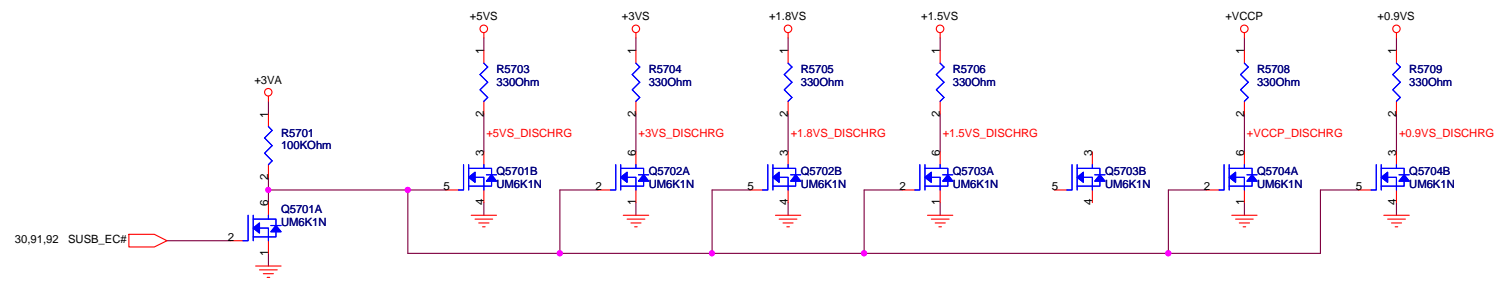 +5VS
+3VS
+1.8VS
+1.5VS
+VCCP
+0.9VS
1
1
1
1
1
1
R5703
330Ohm
R5704
330Ohm
R5705
330Ohm
R5706
330Ohm
R5708
330Ohm
R5709
330Ohm
2
2
2
2
2
2
+3VA
1
R5701
100KOhm
2
+5VS_DISCHRG
+3VS_DISCHRG
+1.8VS_DISCHRG
+1.5VS_DISCHRG
+VCCP_DISCHRG
+0.9VS_DISCHRG
3
6
3
6
3
6
3
Q5701B
UM6K1N
Q5702A
UM6K1N
Q5702B
UM6K1N
Q5703A
UM6K1N
Q5703B
UM6K1N
Q5704A
UM6K1N
Q5704B
UM6K1N
5
2
5
2
5
2
5
4
1
4
1
4
1
4
6
Q5701A
UM6K1N
30,91,92 SUSB_EC#
2
1